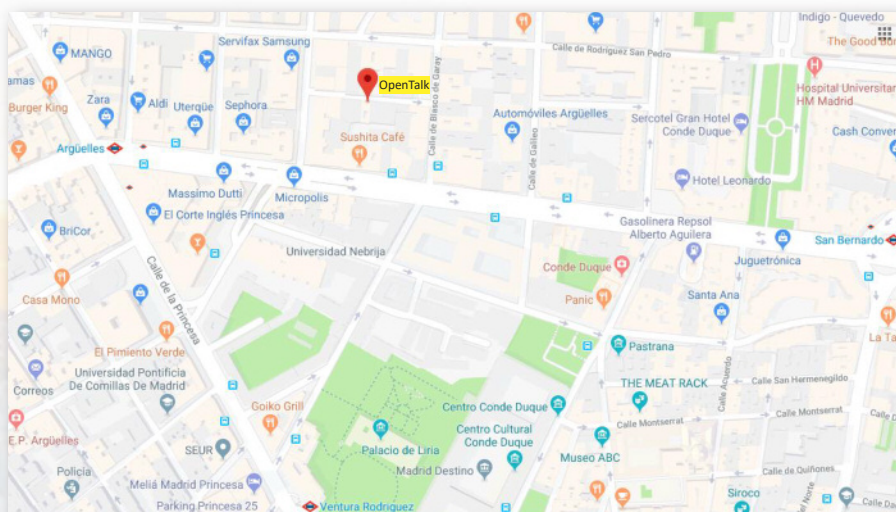 Indigo - Quevedo
Servifax Samsung
The Good
MANGO
Calle de Rodríguez San Pedro
amas
Burger King
Zara
Aldi
Uterqüe
Sephora
OpenTalk
Calle de Blasco de Garay
Hospital Universitar
HM Madrid
Automóviles Argüelles
Sercotel Gran Hotel
Conde Duque
Cash Conver
Sushita Café
Calle de Galileo
Argüelles
Massimo Dutti
Micropolis
Hotel Leonardo
El Corte Inglés Princesa
BriCor
Gasolinera Repsol
Alberto Aguilera
San Bernardo
Universidad Nebrija
Juguetrónica
Calle de la Princesa
Conde Duque
Casa Mono
Panic
Santa Ana
El Pimiento Verde
Pastrana
La Ta
Universidad Pontificia
De Comillas De Madrid
Correos
THE MEAT RACK
Calle San Hermenegildo
Calle Acuerdo
Goiko Grill
Centro Conde Duque
Calle Montserrat
Calle Montserrat
E.P. Argüelles
SEUR
Palacio de Liria
Centro Cultural
Conde Duque
Museo ABC
Policía
Madrid Destino
Calle de Quiñones
Meliá Madrid Princesa
Siroco
Parking Princesa 25
Ventura Rodríguez